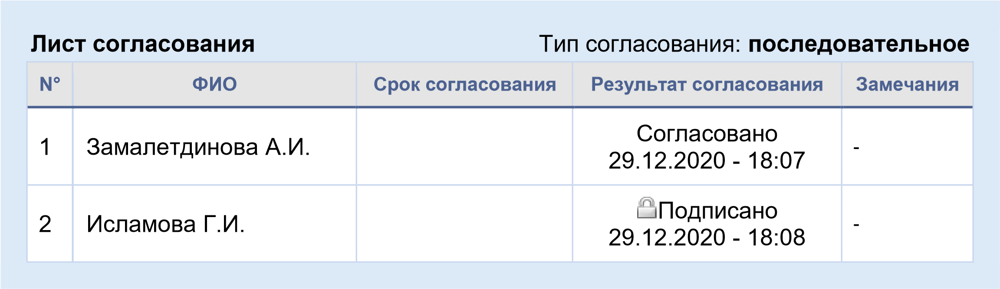 Лист согласования Тип согласования: последовательное
N° ФИО Срок согласования Результат согласования Замечания
1 Замалетдинова А.И. Согласовано
29.12.2020 - 18:07 -
2 Исламова Г.И. Подписано
29.12.2020 - 18:08 -